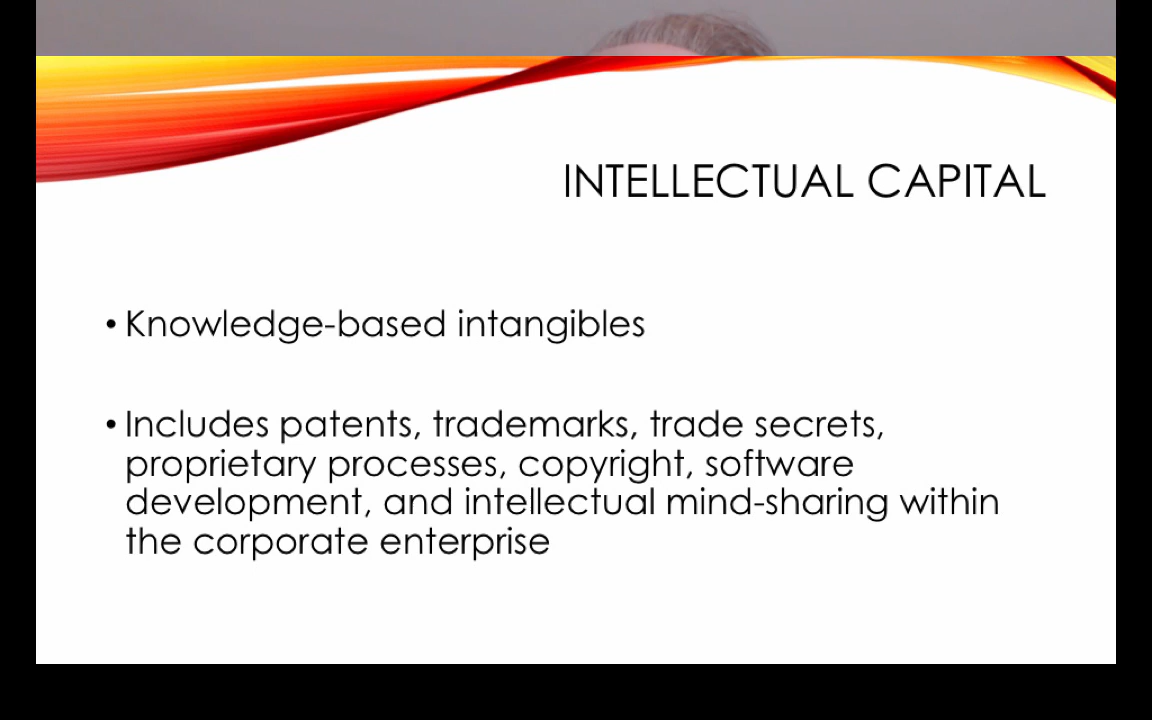 INTELLECTUAL CAPITAL
• Knowledge-based intangibles
• Includes patents, trademarks, trade secrets,
proprietary processes, copyright, software
development, and intellectual mind-sharing within
the corporate enterprise